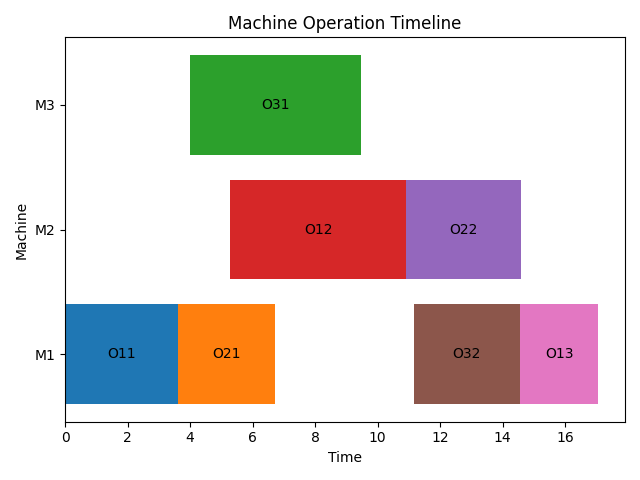 Machine Operation Timeline
M3
O31
M2
O12 O22
Machine
M1
O11 O21 O32 O13
0 2 4 6 8 10 12 14 16
Time